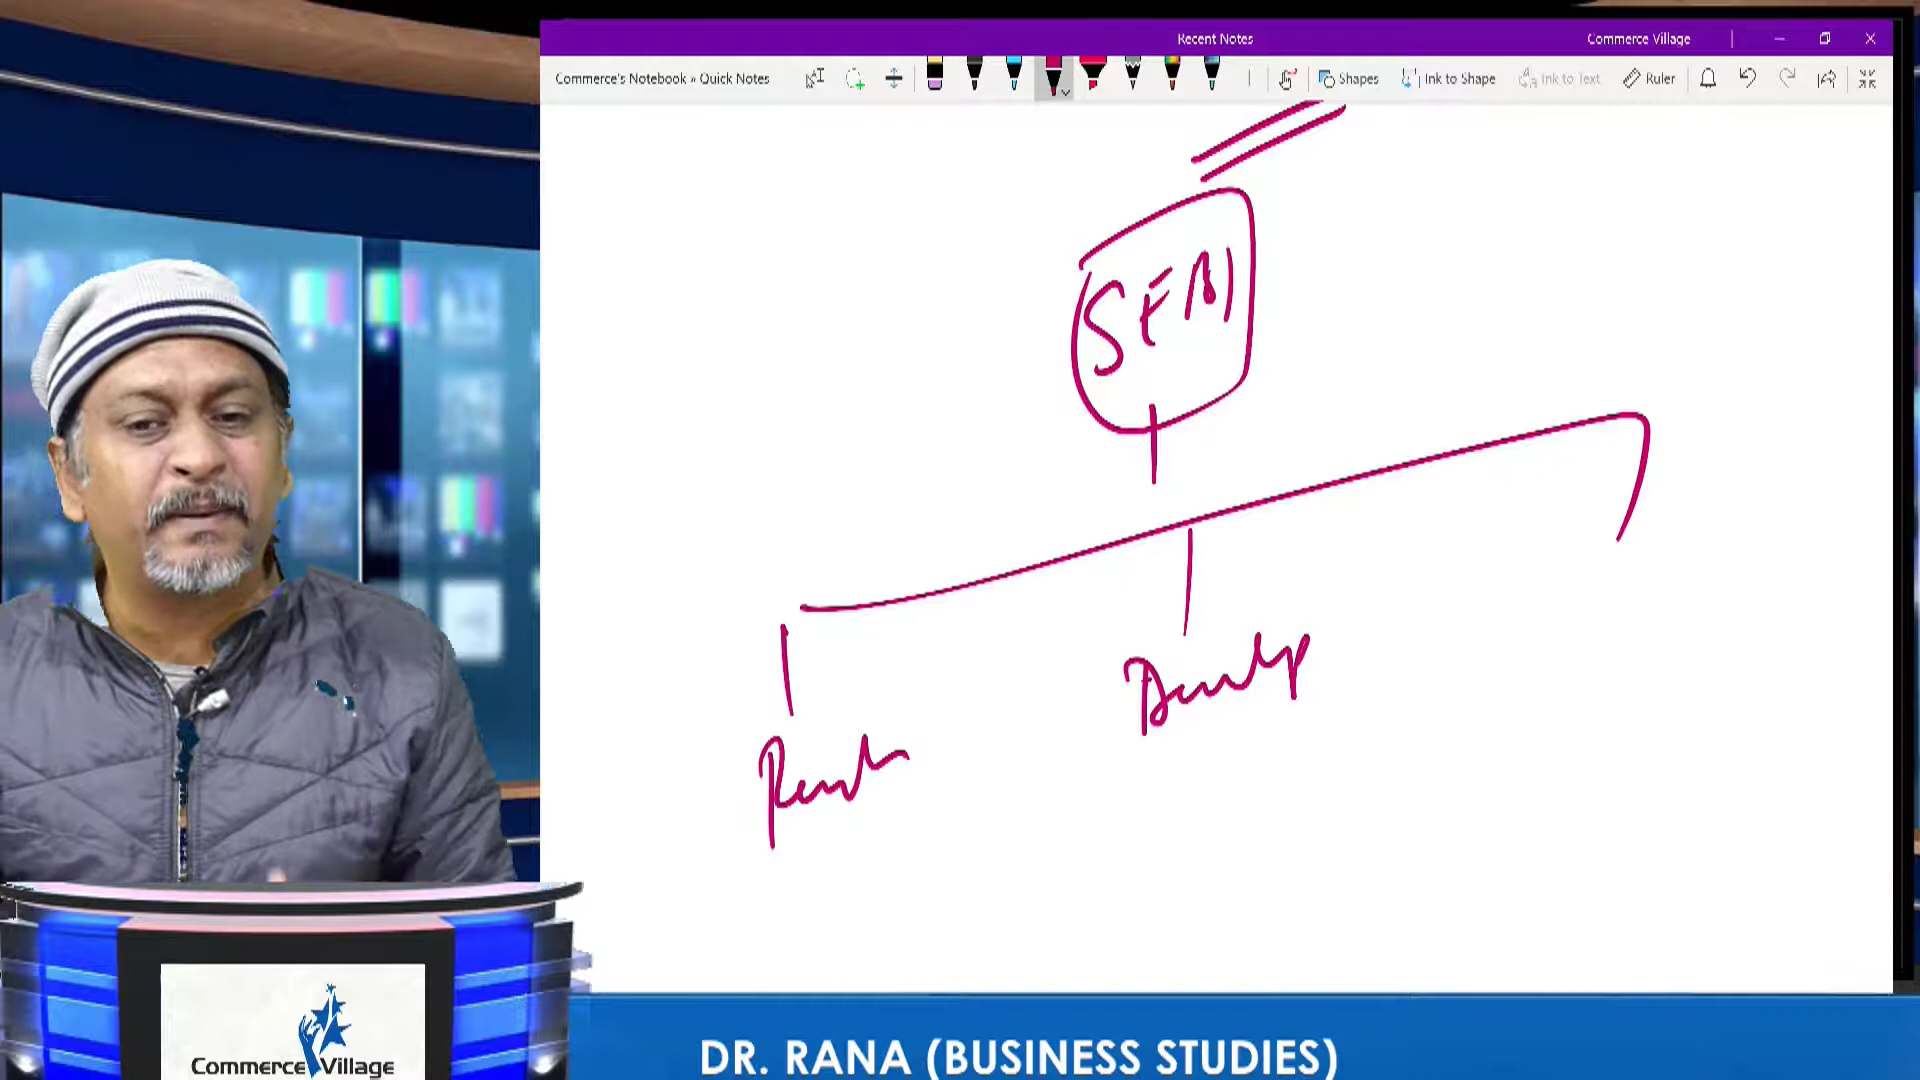 Recent Notes
Commerce Village
Commerce's Notebook » Quick Notes
Shapes
Ink to Shape
Ink to Text
Ruler
SEBI
Develop
Commerce Village
DR. RANA (BUSINESS STUDIES)